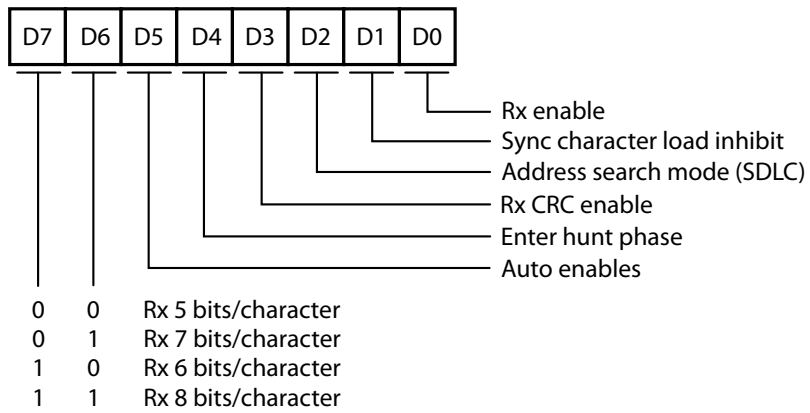 D7 D6 D5 D4 D3 D2 D1 D0
Rx enable
Sync character load inhibit
Address search mode (SDLC)
Rx CRC enable
Enter hunt phase
Auto enables
0 0 Rx 5 bits/character
0 1 Rx 7 bits/character
1 0 Rx 6 bits/character
1 1 Rx 8 bits/character